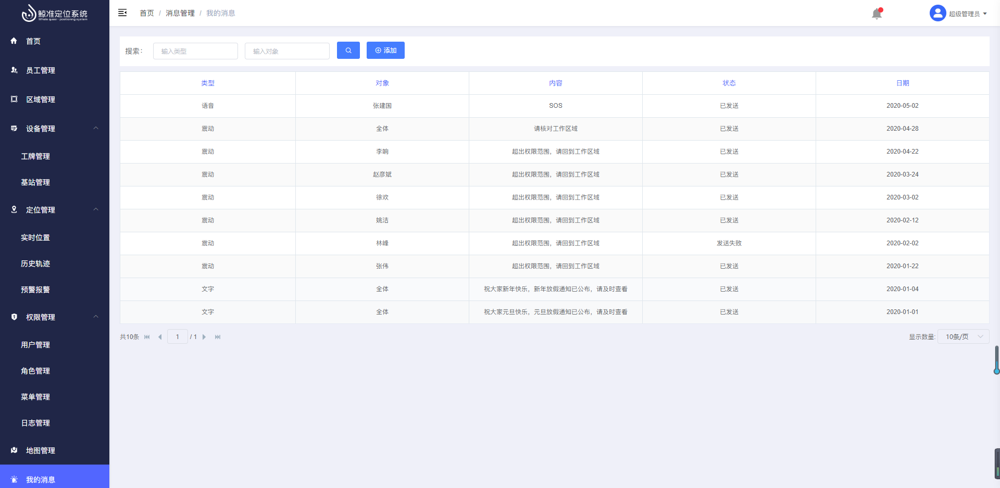 鲸准定位系统
Whale quasi - positioning system
首页
员工管理
区域管理
设备管理
工牌管理
基站管理
定位管理
实时位置
历史轨迹
预警报警
权限管理
用户管理
角色管理
菜单管理
日志管理
地图管理
我的消息
首页 / 消息管理 / 我的消息
超级管理员
搜索： 输入类型 输入对象 添加
类型 对象 内容 状态 日期
语音 张建国 SOS 已发送 2020-05-02
震动 全体 请核对工作区域 已发送 2020-04-28
震动 李响 超出权限范围，请回到工作区域 已发送 2020-04-22
震动 赵彦斌 超出权限范围，请回到工作区域 已发送 2020-03-24
震动 徐欢 超出权限范围，请回到工作区域 已发送 2020-03-02
震动 姚洁 超出权限范围，请回到工作区域 已发送 2020-02-12
震动 林峰 超出权限范围，请回到工作区域 发送失败 2020-02-02
震动 张伟 超出权限范围，请回到工作区域 已发送 2020-01-22
文字 全体 祝大家新年快乐，新年放假通知已公布，请及时查看 已发送 2020-01-04
文字 全体 祝大家元旦快乐，元旦放假通知已公布，请及时查看 已发送 2020-01-01
共10条 1 / 1 显示数量: 10条/页